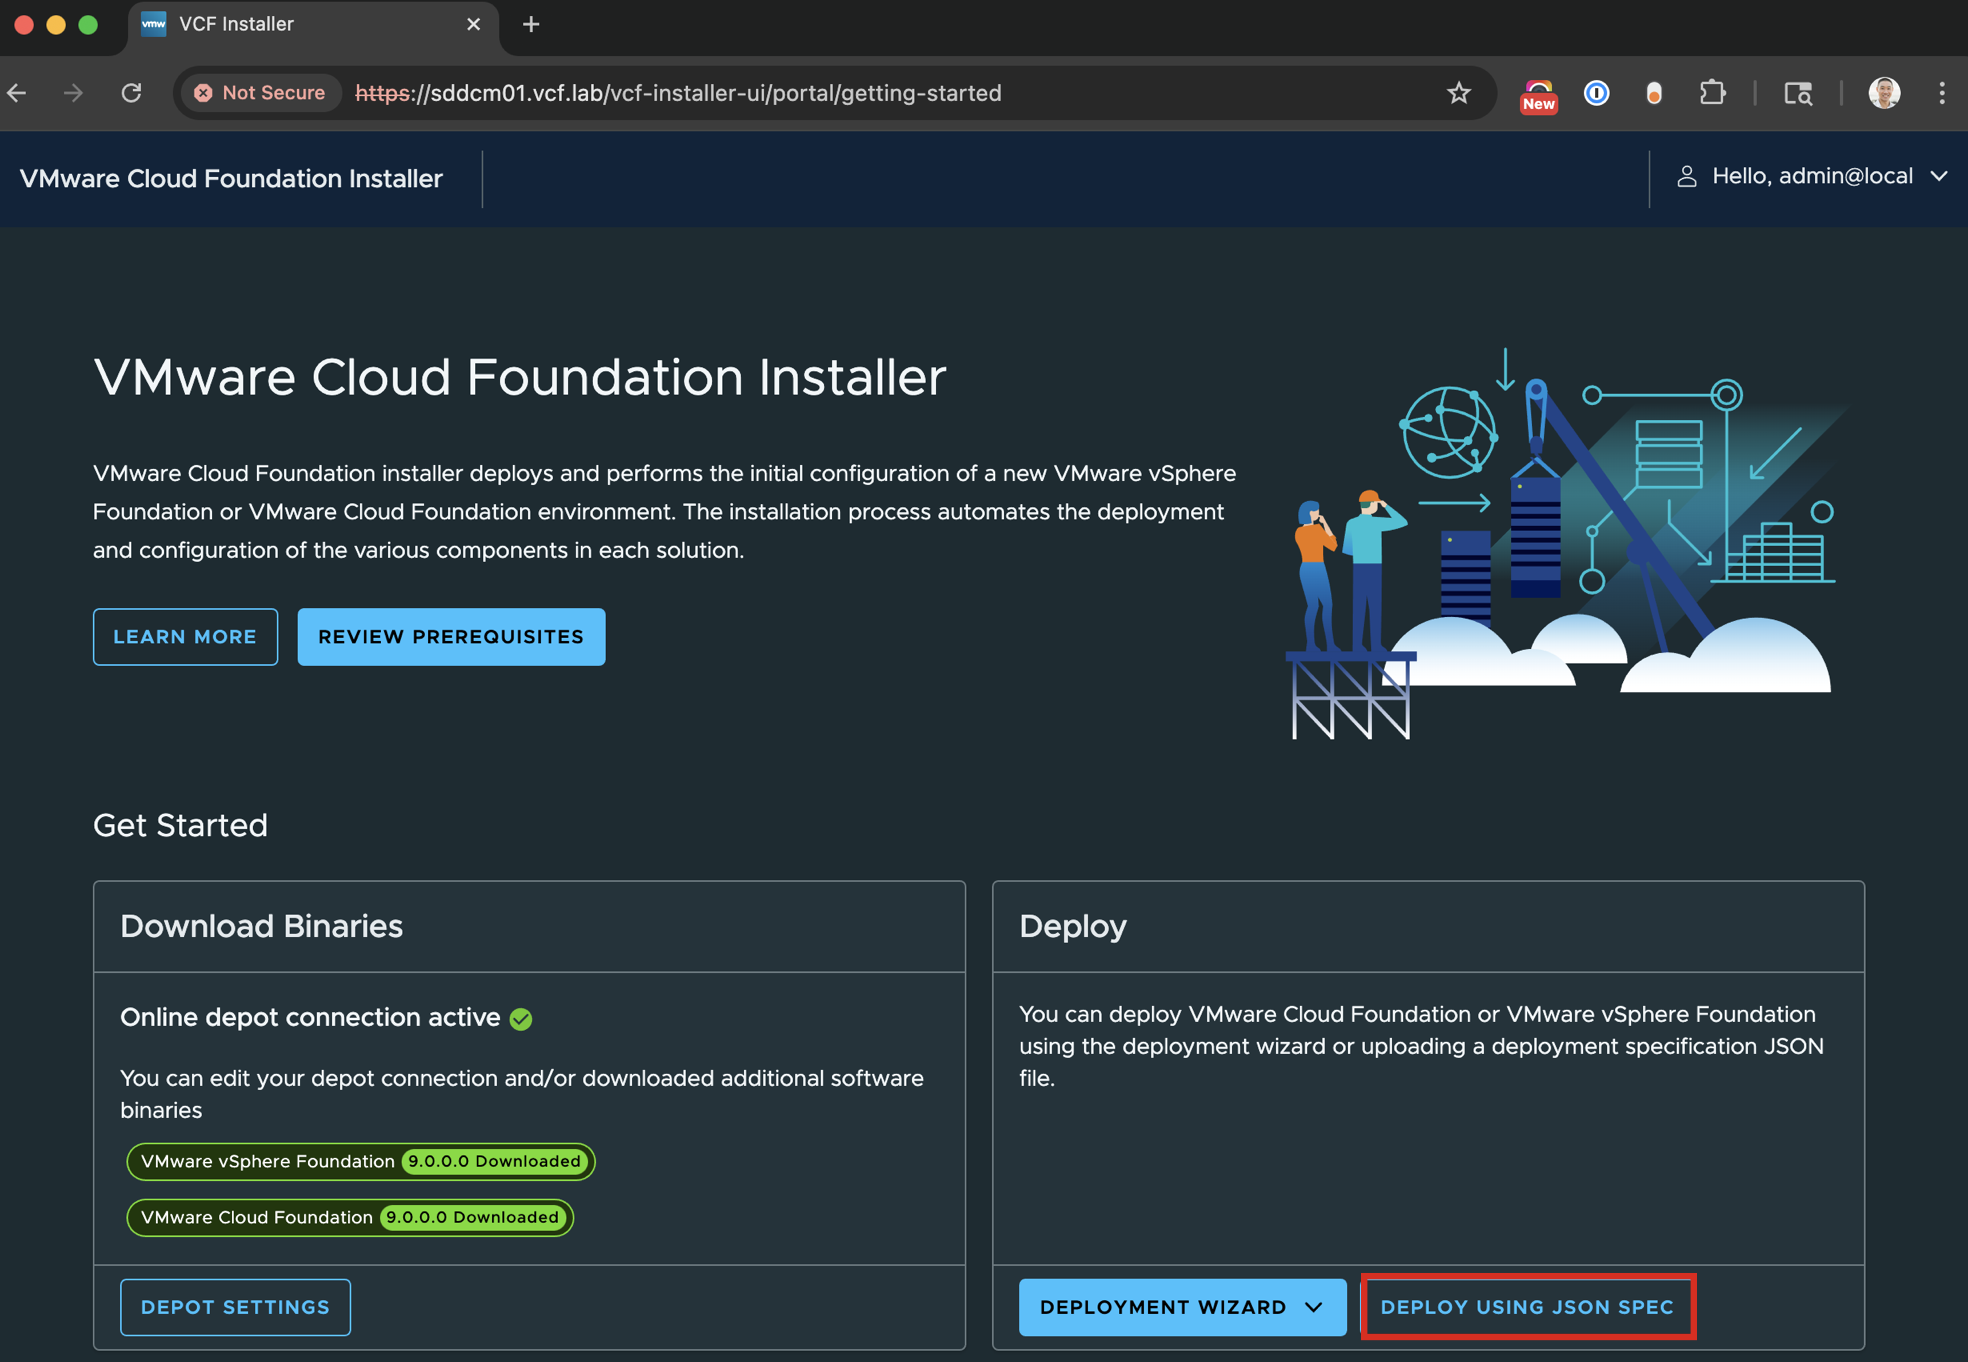 vmw VCF Installer
Not Secure https://sddcm01.vcf.lab/vcf-installer-ui/portal/getting-started
New
VMware Cloud Foundation Installer
Hello, admin@local
VMware Cloud Foundation Installer
VMware Cloud Foundation installer deploys and performs the initial configuration of a new VMware vSphere
Foundation or VMware Cloud Foundation environment. The installation process automates the deployment
and configuration of the various components in each solution.
LEARN MORE
REVIEW PREREQUISITES
Get Started
Download Binaries
Online depot connection active
You can edit your depot connection and/or downloaded additional software
binaries
VMware vSphere Foundation 9.0.0.0 Downloaded
VMware Cloud Foundation 9.0.0.0 Downloaded
DEPOT SETTINGS
Deploy
You can deploy VMware Cloud Foundation or VMware vSphere Foundation
using the deployment wizard or uploading a deployment specification JSON
file.
DEPLOYMENT WIZARD
DEPLOY USING JSON SPEC